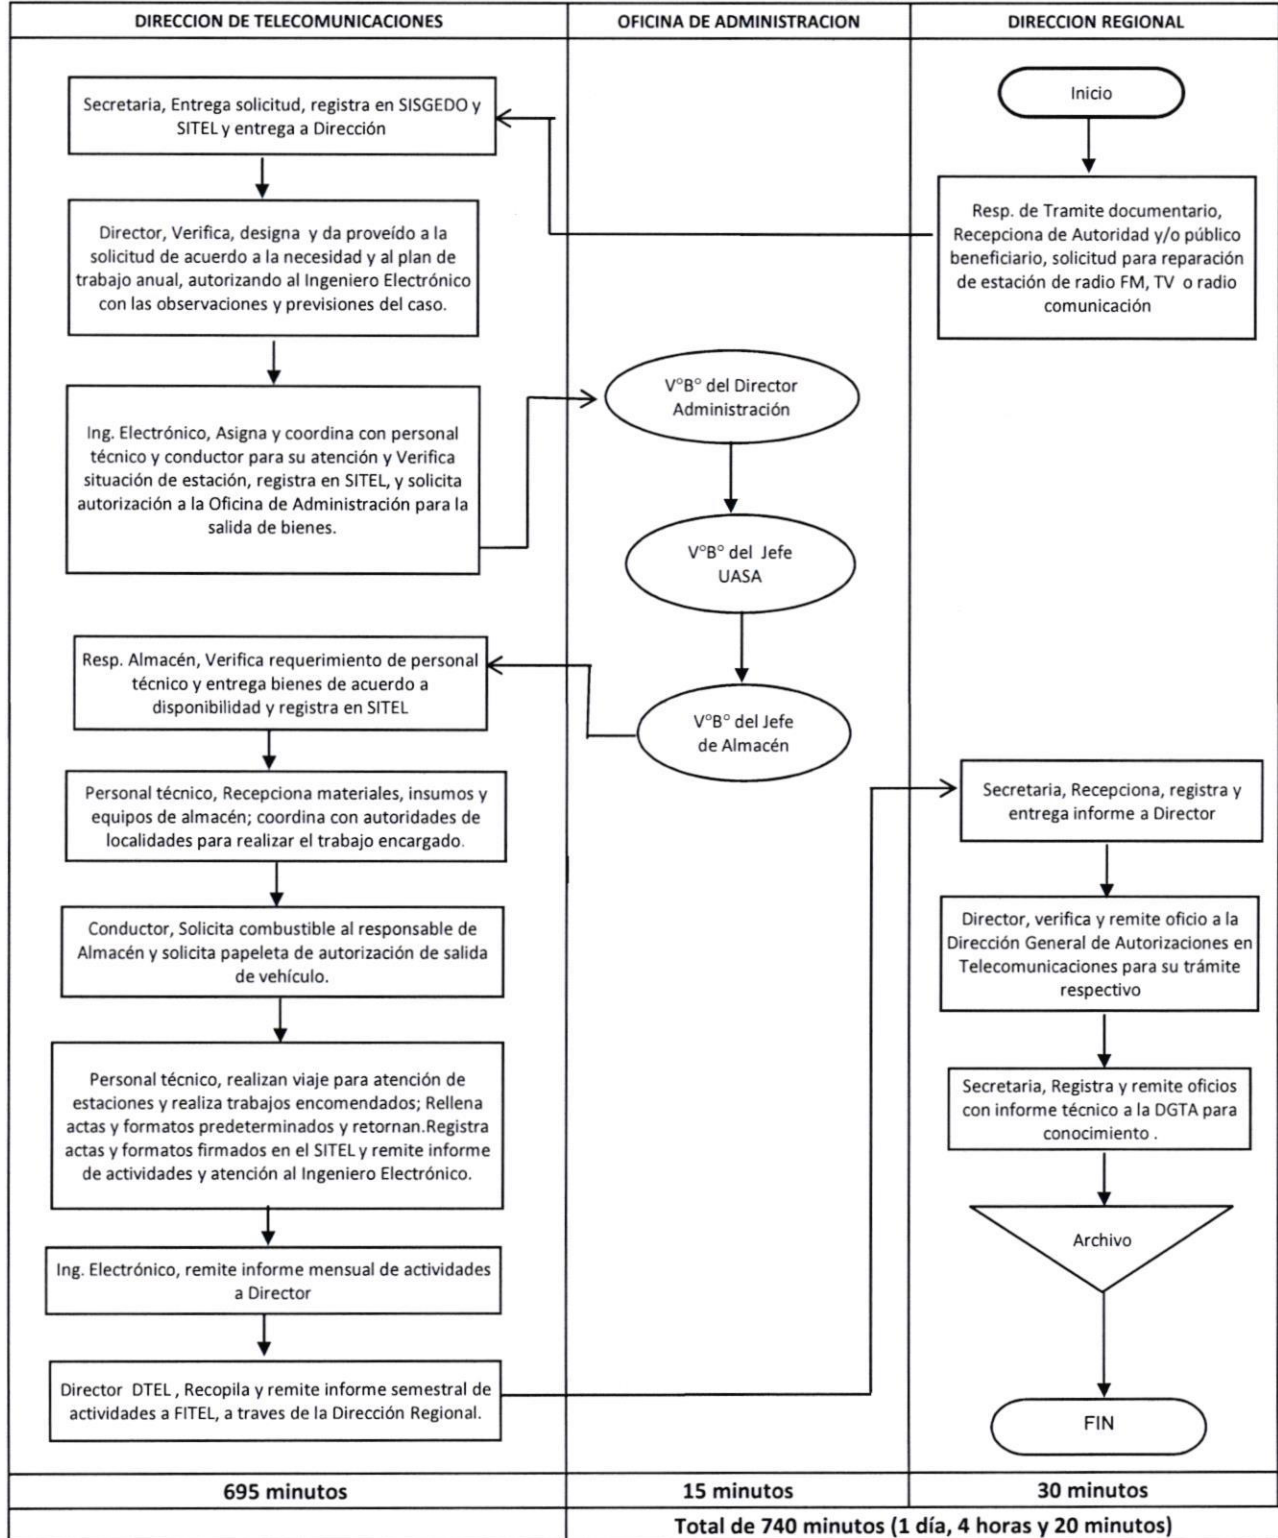 DIRECCION DE TELECOMUNICACIONES
OFICINA DE ADMINISTRACION
DIRECCION REGIONAL
Inicio
Resp. de Tramite documentario,
Recepciona de Autoridad y/o público
beneficiario, solicitud para reparación
de estación de radio FM, TV o radio
comunicación
Secretaria, Entrega solicitud, registra en SISGEDO y
SITEL y entrega a Dirección
Director, Verifica, designa y da proveído a la
solicitud de acuerdo a la necesidad y al plan de
trabajo anual, autorizando al Ingeniero Electrónico
con las observaciones y previsiones del caso.
Ing. Electrónico, Asigna y coordina con personal
técnico y conductor para su atención y Verifica
situación de estación, registra en SITEL, y solicita
autorización a la Oficina de Administración para la
salida de bienes.
V°B° del Director
Administración
V°B° del Jefe
UASA
V°B° del Jefe
de Almacén
Resp. Almacén, Verifica requerimiento de personal
técnico y entrega bienes de acuerdo a
disponibilidad y registra en SITEL
Personal técnico, Recepciona materiales, insumos y
equipos de almacén; coordina con autoridades de
localidades para realizar el trabajo encargado.
Conductor, Solicita combustible al responsable de
Almacén y solicita papeleta de autorización de salida
de vehículo.
Personal técnico, realizan viaje para atención de
estaciones y realiza trabajos encomendados; Rellena
actas y formatos predeterminados y retornan.Registra
actas y formatos firmados en el SITEL y remite informe
de actividades y atención al Ingeniero Electrónico.
Ing. Electrónico, remite informe mensual de actividades
a Director
Director DTEL , Recopila y remite informe semestral de
actividades a FITEL, a traves de la Dirección Regional.
Secretaria, Recepciona, registra y
entrega informe a Director
Director, verifica y remite oficio a la
Dirección General de Autorizaciones en
Telecomunicaciones para su trámite
respectivo
Secretaria, Registra y remite oficios
con informe técnico a la DGTA para
conocimiento .
Archivo
FIN
695 minutos
15 minutos
30 minutos
Total de 740 minutos (1 día, 4 horas y 20 minutos)